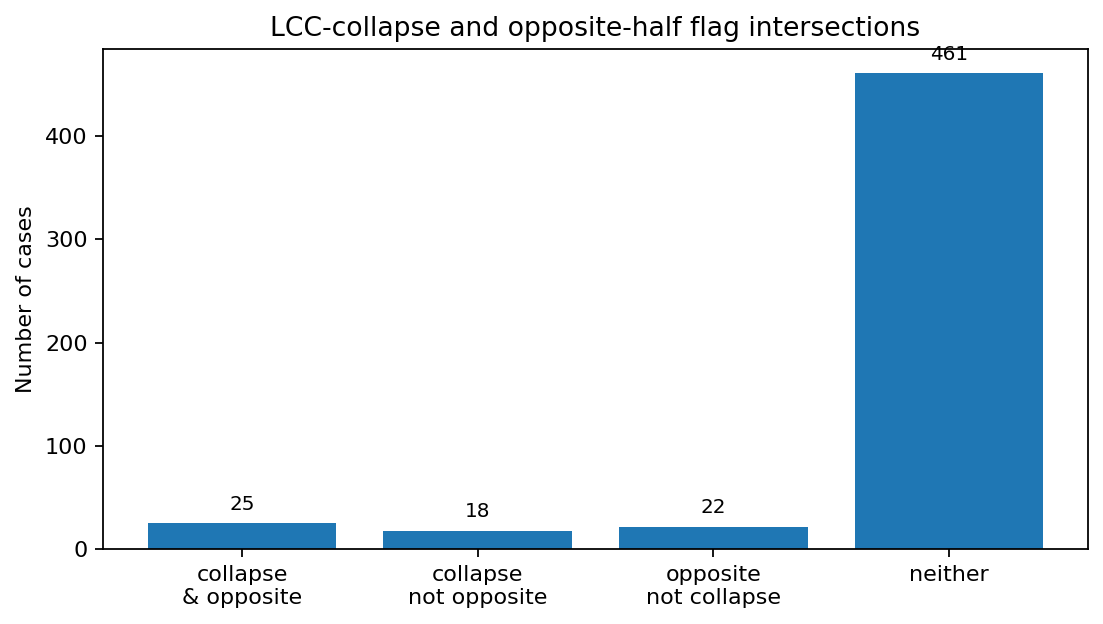 LCC-collapse and opposite-half flag intersections
461
400
300
200
100
0
Number of cases
25
18
22
collapse
& opposite
collapse
not opposite
opposite
not collapse
neither